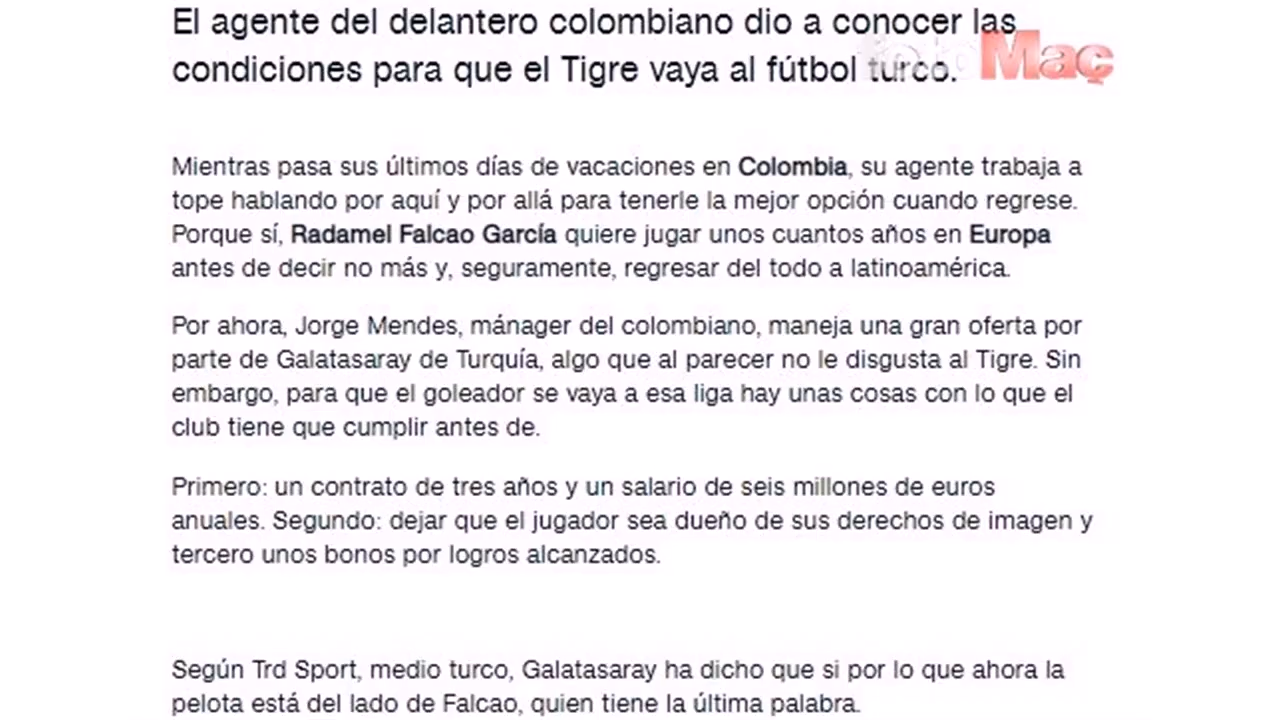 El agente del delantero colombiano dio a conocer las
condiciones para que el Tigre vaya al fútbol turco.
fotoMaç
Mientras pasa sus últimos días de vacaciones en Colombia, su agente trabaja a
tope hablando por aquí y por allá para tenerle la mejor opción cuando regrese.
Porque sí, Radamel Falcao García quiere jugar unos cuantos años en Europa
antes de decir no más y, seguramente, regresar del todo a latinoamérica.
Por ahora, Jorge Mendes, mánager del colombiano, maneja una gran oferta por
parte de Galatasaray de Turquía, algo que al parecer no le disgusta al Tigre. Sin
embargo, para que el goleador se vaya a esa liga hay unas cosas con lo que el
club tiene que cumplir antes de.
Primero: un contrato de tres años y un salario de seis millones de euros
anuales. Segundo: dejar que el jugador sea dueño de sus derechos de imagen y
tercero unos bonos por logros alcanzados.
Según Trd Sport, medio turco, Galatasaray ha dicho que si por lo que ahora la
pelota está del lado de Falcao, quien tiene la última palabra.